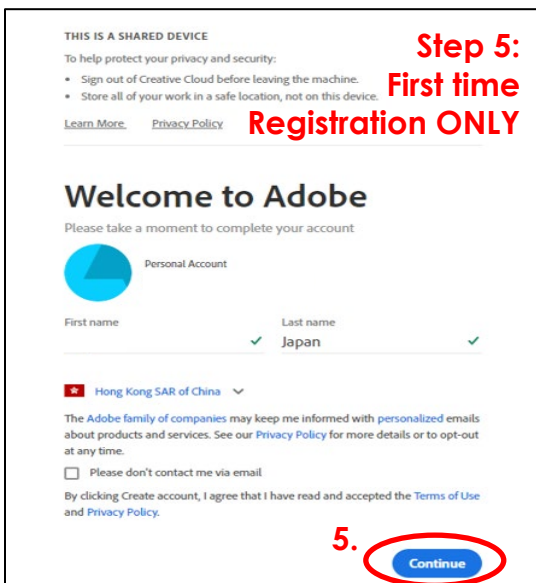 THIS IS A SHARED DEVICE
To help protect your privacy and security:
Sign out of Creative Cloud before leaving the machine.
Store all of your work in a safe location, not on this device.
Learn More Privacy Policy
Step 5:
First time
Registration ONLY
Welcome to Adobe
Please take a moment to complete your account
Personal Account
First name Last name
Japan
Hong Kong SAR of China
The Adobe family of companies may keep me informed with personalized emails
about products and services. See our Privacy Policy for more details or to opt-out
at any time.
Please don't contact me via email
By clicking Create account, I agree that I have read and accepted the Terms of Use
and Privacy Policy.
5.
Continue